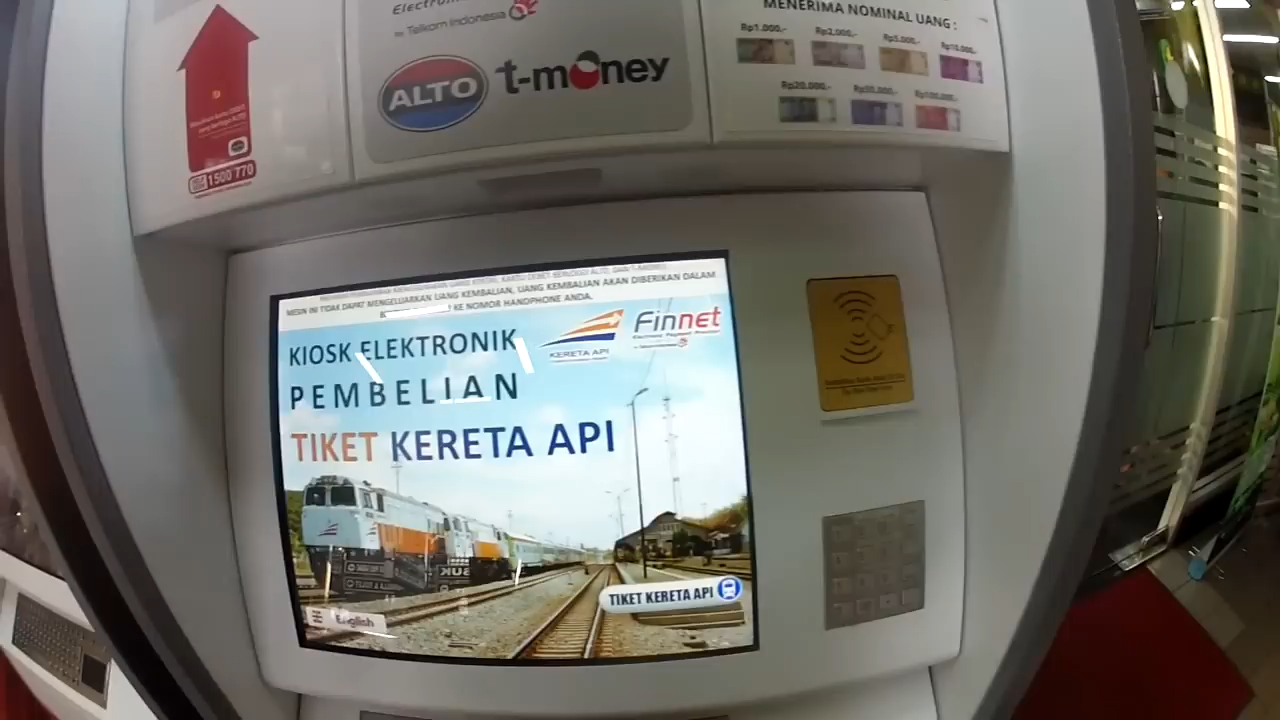 by Telkom Indonesia
ALTO
t-money
MENERIMA NOMINAL UANG :
Rp1.000,-
Rp2.000,-
Rp5.000,-
Rp10.000,-
Rp20.000,-
Rp50.000,-
Rp100.000,-
1500 770
MESIN INI TIDAK DAPAT MENGELUARKAN UANG KEMBALIAN, UANG KEMBALIAN AKAN DIBERIKAN DALAM
KE NOMOR HANDPHONE ANDA.
KIOSK ELEKTRONIK
PEMBELIAN
TIKET KERETA API
KERETA API
Finnet
TIKET KERETA API
English